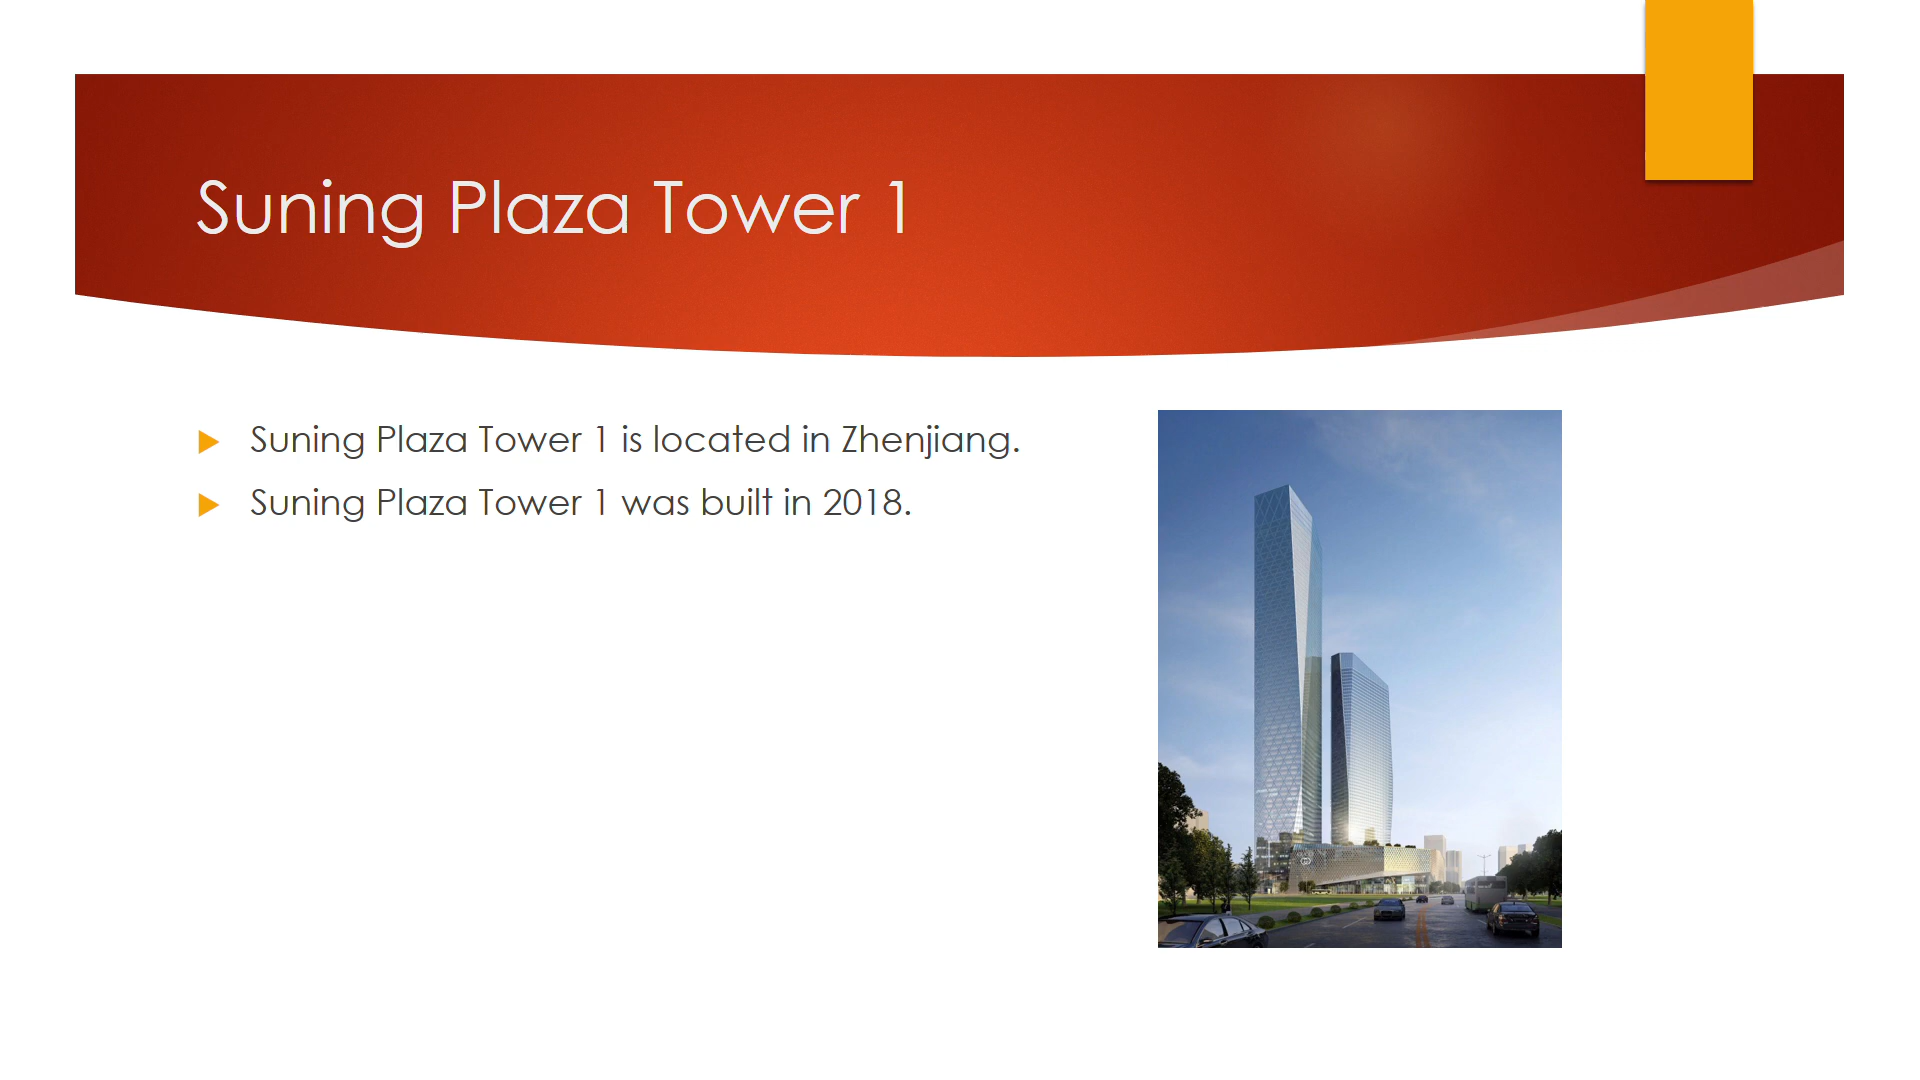 Suning Plaza Tower 1
Suning Plaza Tower 1 is located in Zhenjiang.
Suning Plaza Tower 1 was built in 2018.